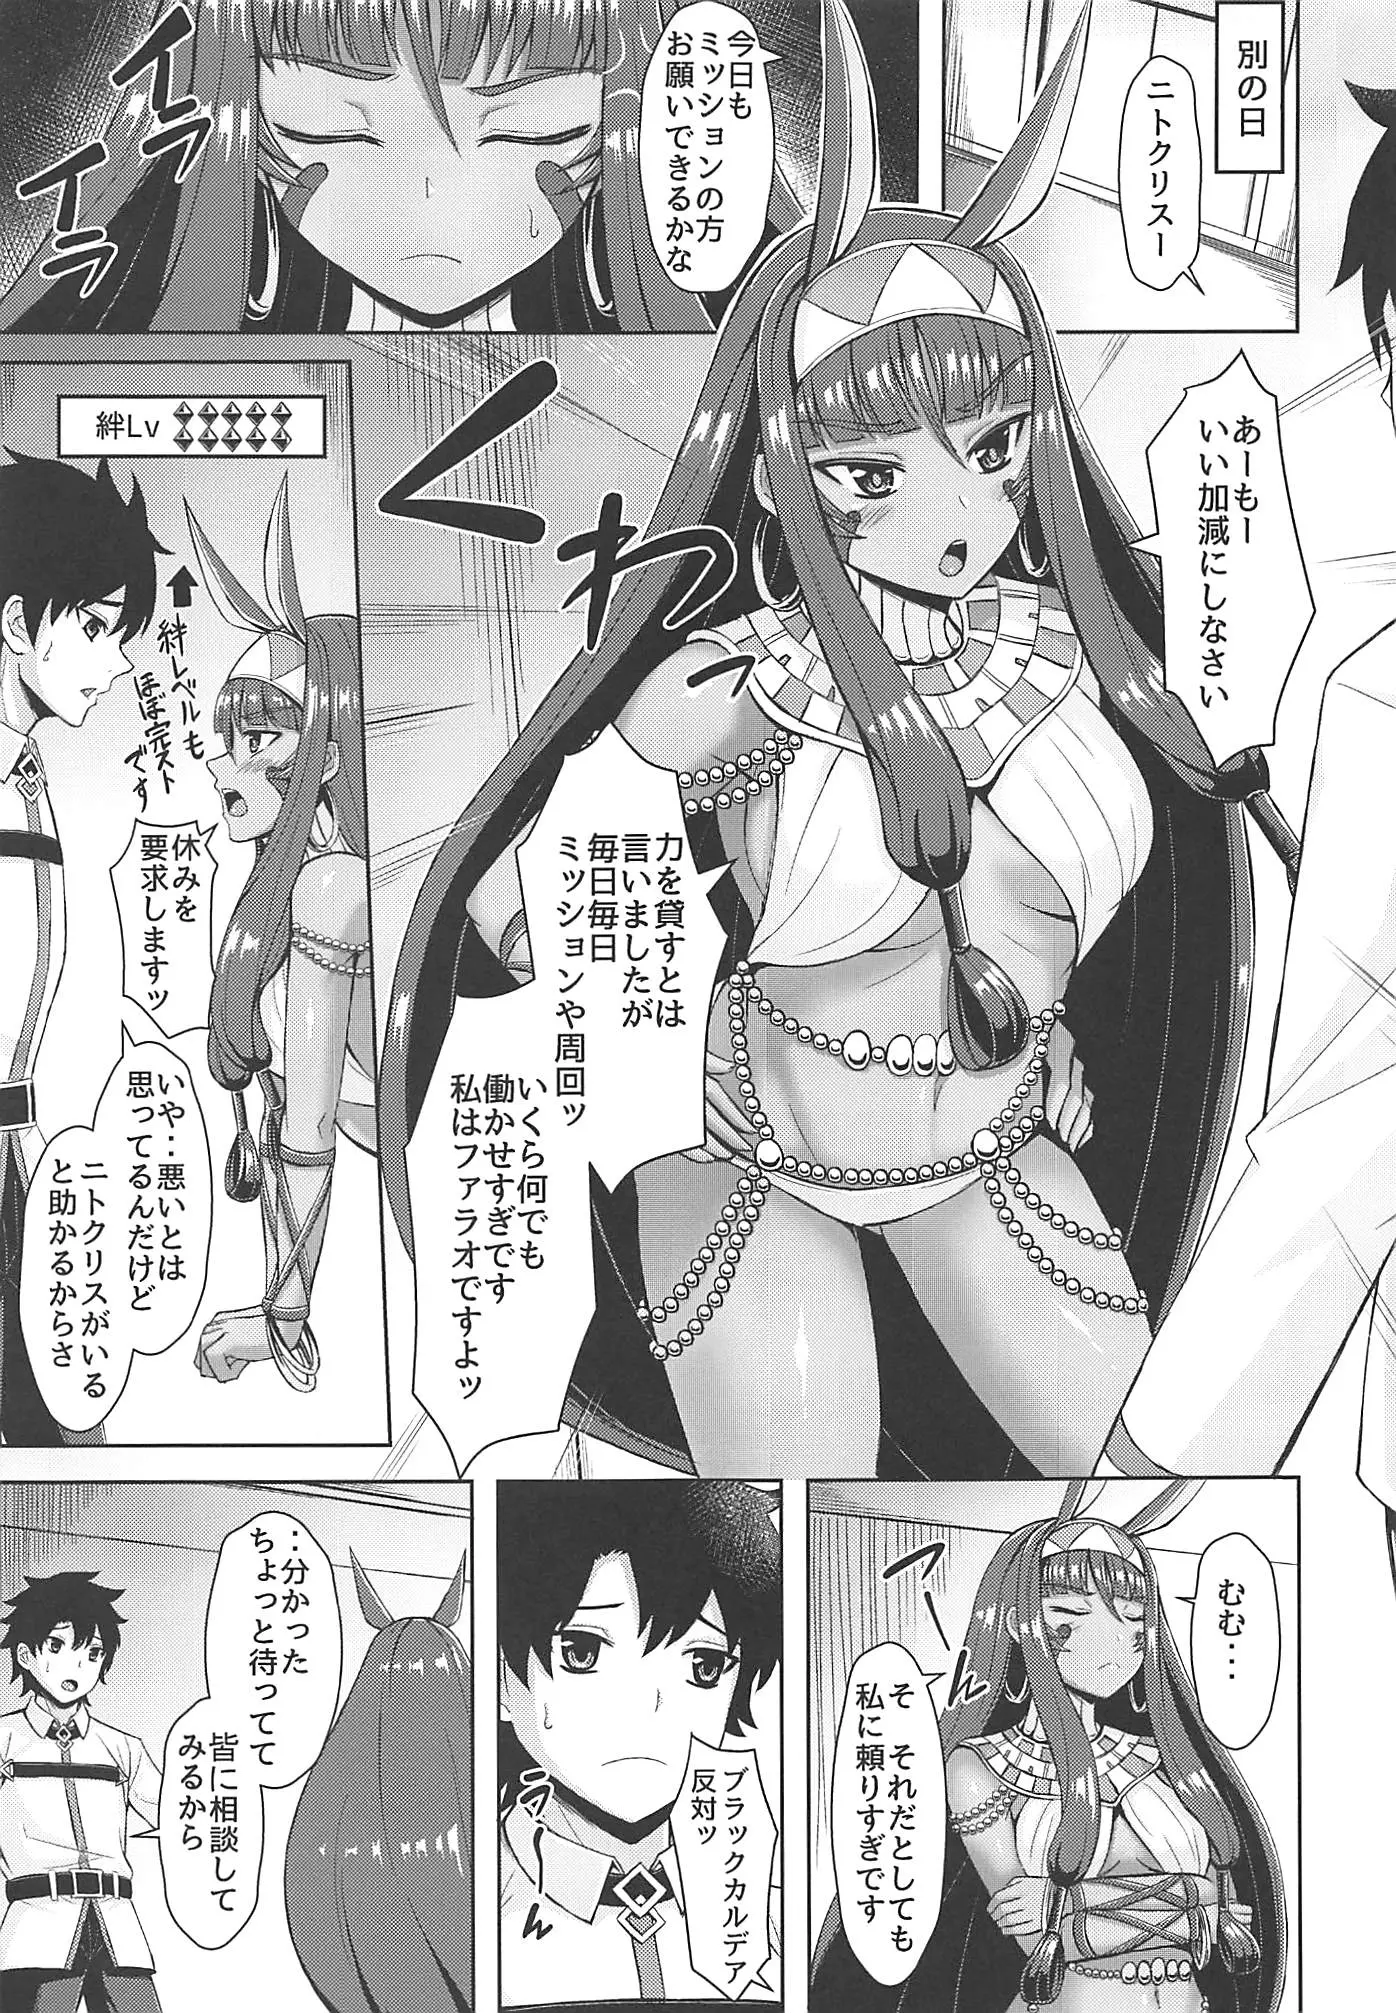 別の日
ニトクリスー
今日も
ミッションの方
お願いできるかな
イラ
イラ
あーもー
いい加減にしなさい
くわっ
力を貸すとは
言いましたが
毎日毎日
ミッションや周回ッ
いくら何でも
働かせすぎです
私はファラオですよッ
絆Lv
↑絆レベルも
ほぼ完スト
です
休みを
要求しますッ
いや‥悪いとは
思ってるんだけど
ニトクリスがいる
と助かるからさ
むむ‥
そ それだとしても
私に頼りすぎです
ブラックカルデア
反対ッ
う～ん
‥分かった
ちょっと待ってて
皆に相談して
みるから